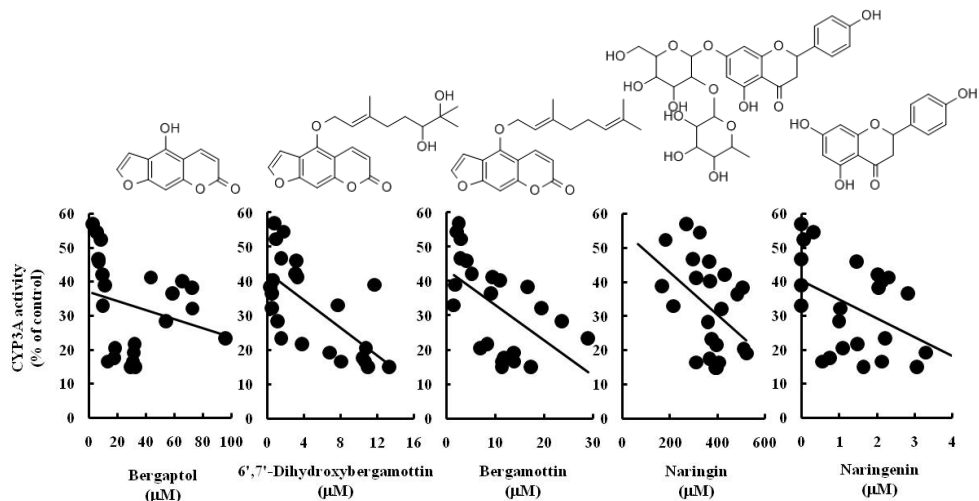 OH
O
O
O
OH
O
OH
O
O
O
O
O
O
O
OH
HO
O
O
O
HO
O
OH
OH
O
HO
O
HO
OH
OH
HO
O
OH
O
CYP3A activity
(% of control)
60
50
40
30
20
10
0
0 20 40 60 80 100
Bergaptol
(µM)
60
50
40
30
20
10
0
0 4 8 12 16
6',7'-Dihydroxybergamottin
(µM)
60
50
40
30
20
10
0
0 10 20 30
Bergamottin
(µM)
60
50
40
30
20
10
0
0 200 400 600
Naringin
(µM)
60
50
40
30
20
10
0
0 1 2 3 4
Naringenin
(µM)